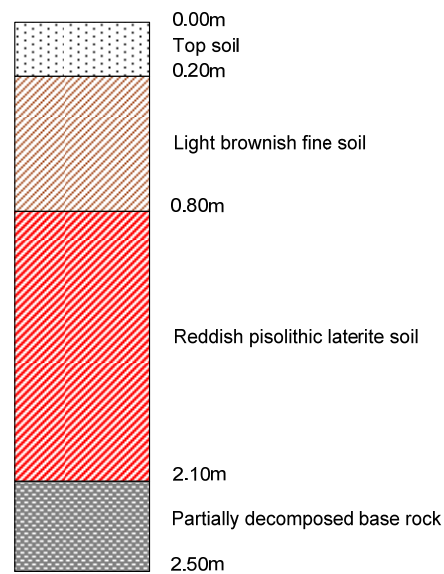 0.00m
Top soil
0.20m
Light brownish fine soil
0.80m
Reddish pisolithic laterite soil
2.10m
Partially decomposed base rock
2.50m